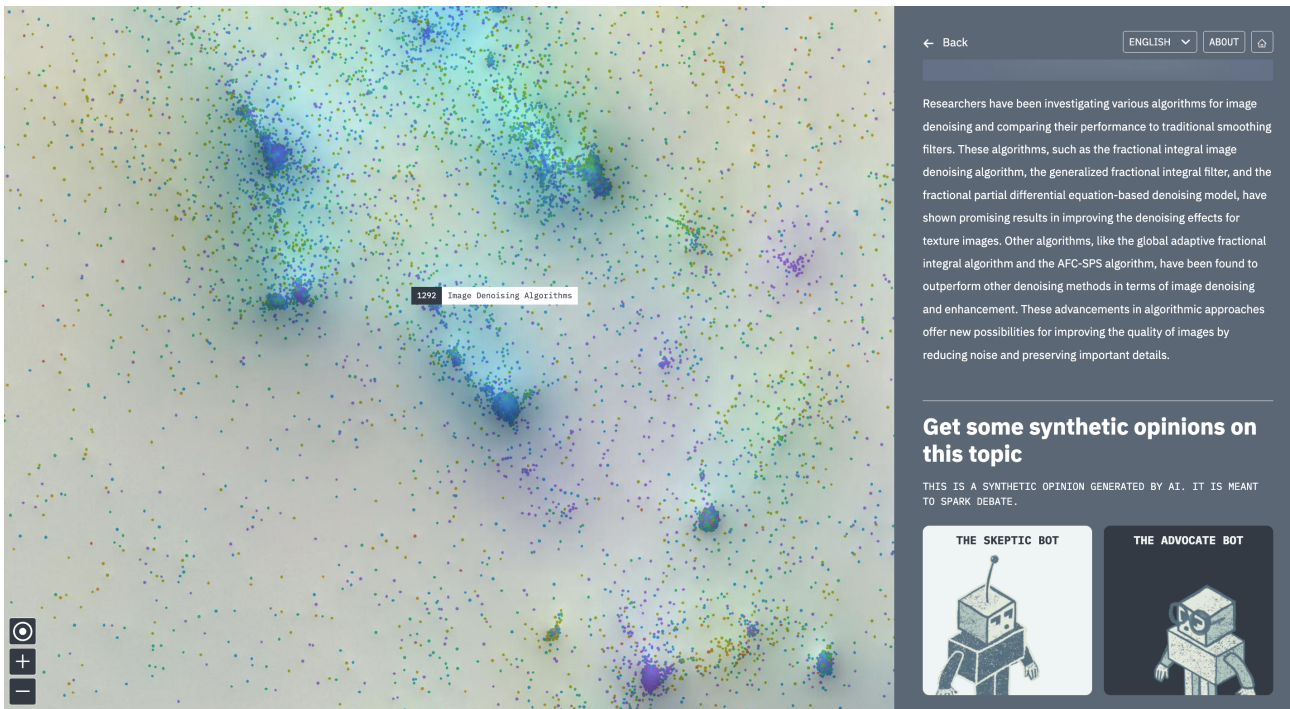 1292 Image Denoising Algorithms
← Back
ENGLISH
ABOUT
Researchers have been investigating various algorithms for image
denoising and comparing their performance to traditional smoothing
filters. These algorithms, such as the fractional integral image
denoising algorithm, the generalized fractional integral filter, and the
fractional partial differential equation-based denoising model, have
shown promising results in improving the denoising effects for
texture images. Other algorithms, like the global adaptive fractional
integral algorithm and the AFC-SPS algorithm, have been found to
outperform other denoising methods in terms of image denoising
and enhancement. These advancements in algorithmic approaches
offer new possibilities for improving the quality of images by
reducing noise and preserving important details.
Get some synthetic opinions on
this topic
THIS IS A SYNTHETIC OPINION GENERATED BY AI. IT IS MEANT
TO SPARK DEBATE.
THE SKEPTIC BOT
THE ADVOCATE BOT